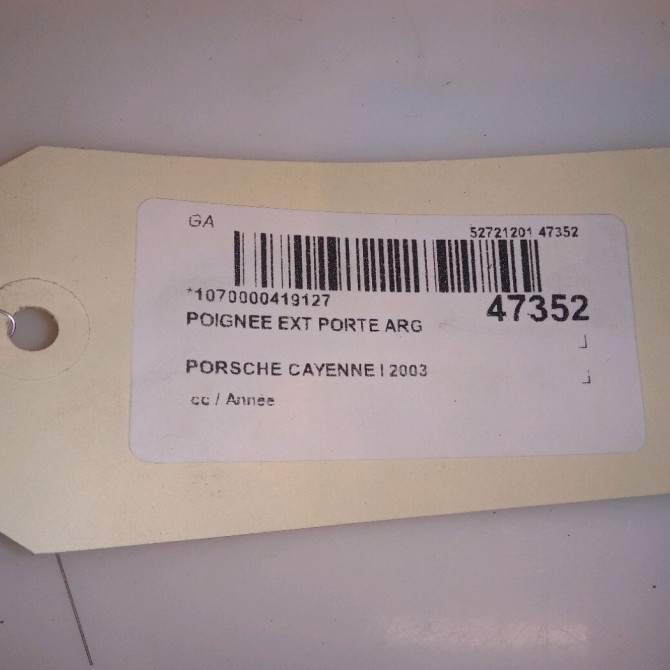 GA
52721201 47352
*1070000419127
47352
POIGNEE EXT PORTE ARG
PORSCHE CAYENNE I 2003
cc / Année